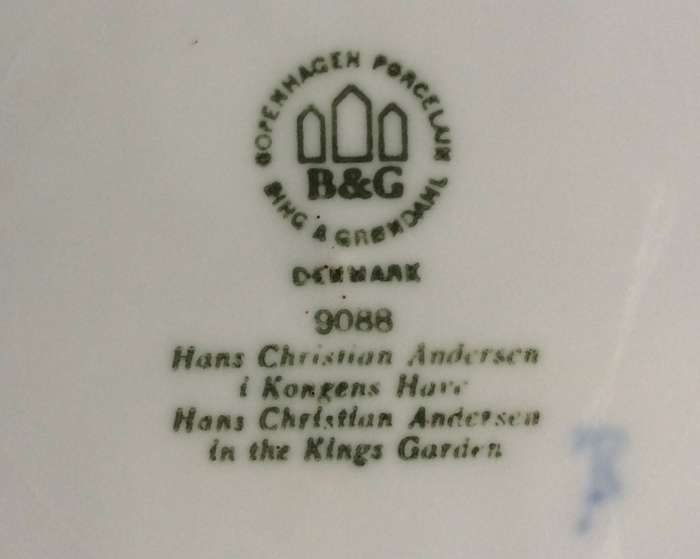 COPENHAGEN PORCELAIN
B&G
BING & GRØNDAHL
DENMARK
9088
Hans Christian Andersen
i Kongens Have
Hans Christian Andersen
in the Kings Garden